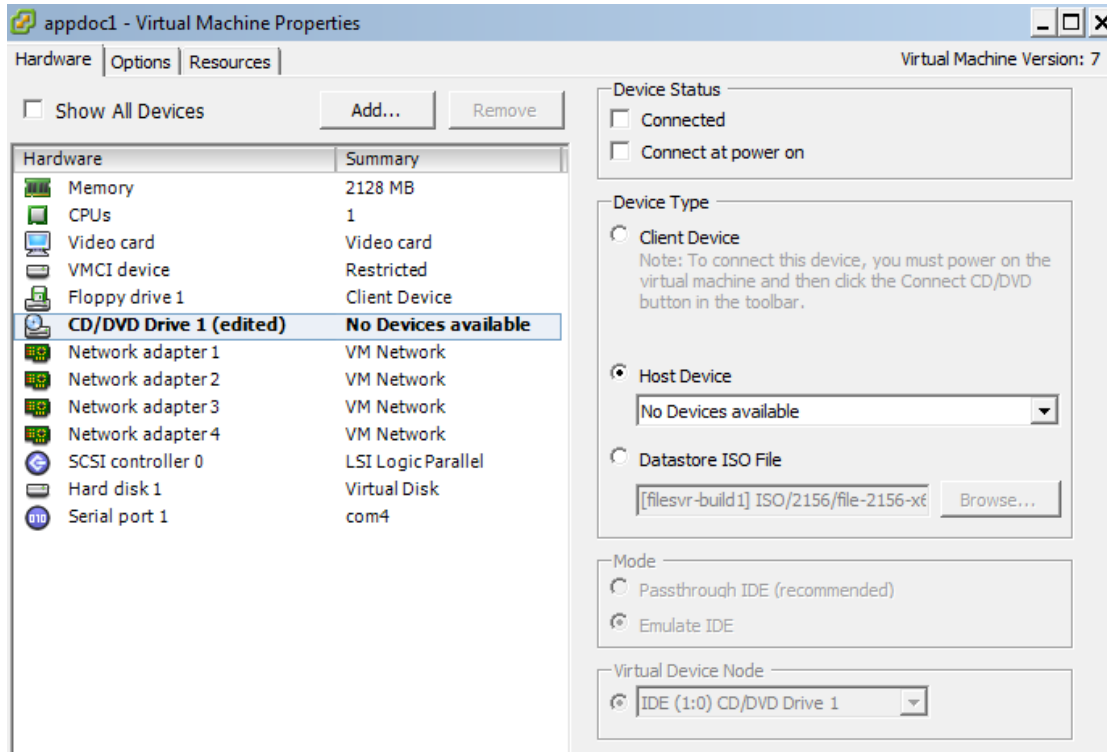 appdoc1 - Virtual Machine Properties
Hardware Options Resources Virtual Machine Version: 7
Show All Devices Add... Remove
Hardware Summary
Memory 2128 MB
CPUs 1
Video card Video card
VMCI device Restricted
Floppy drive 1 Client Device
CD/DVD Drive 1 (edited) No Devices available
Network adapter 1 VM Network
Network adapter 2 VM Network
Network adapter 3 VM Network
Network adapter 4 VM Network
SCSI controller 0 LSI Logic Parallel
Hard disk 1 Virtual Disk
Serial port 1 com4
Device Status
Connected
Connect at power on
Device Type
Client Device
Note: To connect this device, you must power on the
virtual machine and then click the Connect CD/DVD
button in the toolbar.
Host Device
No Devices available
Datastore ISO File
[filesvr-build1] ISO/2156/file-2156-x6 Browse...
Mode
Passthrough IDE (recommended)
Emulate IDE
Virtual Device Node
IDE (1:0) CD/DVD Drive 1